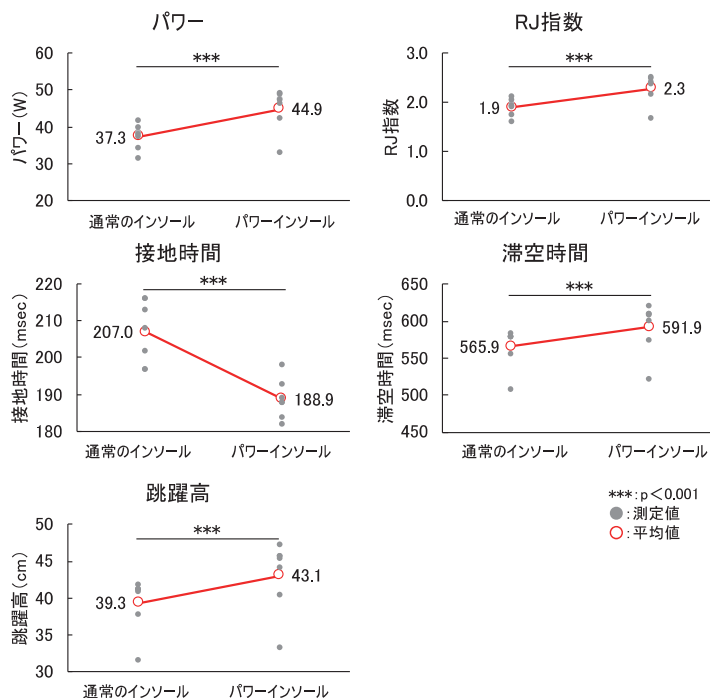 パワー
***
パワー(W)
60
50
40
30
20
37.3
44.9
通常のインソール
パワーインソール
RJ指数
***
RJ指数
3.0
2.0
1.0
0.0
1.9
2.3
通常のインソール
パワーインソール
接地時間
***
接地時間(msec)
220
210
200
190
180
207.0
188.9
通常のインソール
パワーインソール
滞空時間
***
滞空時間(msec)
650
600
550
500
450
565.9
591.9
通常のインソール
パワーインソール
跳躍高
***
跳躍高(cm)
50
45
40
35
30
39.3
43.1
通常のインソール
パワーインソール
***:p<0.001
:測定値
:平均値